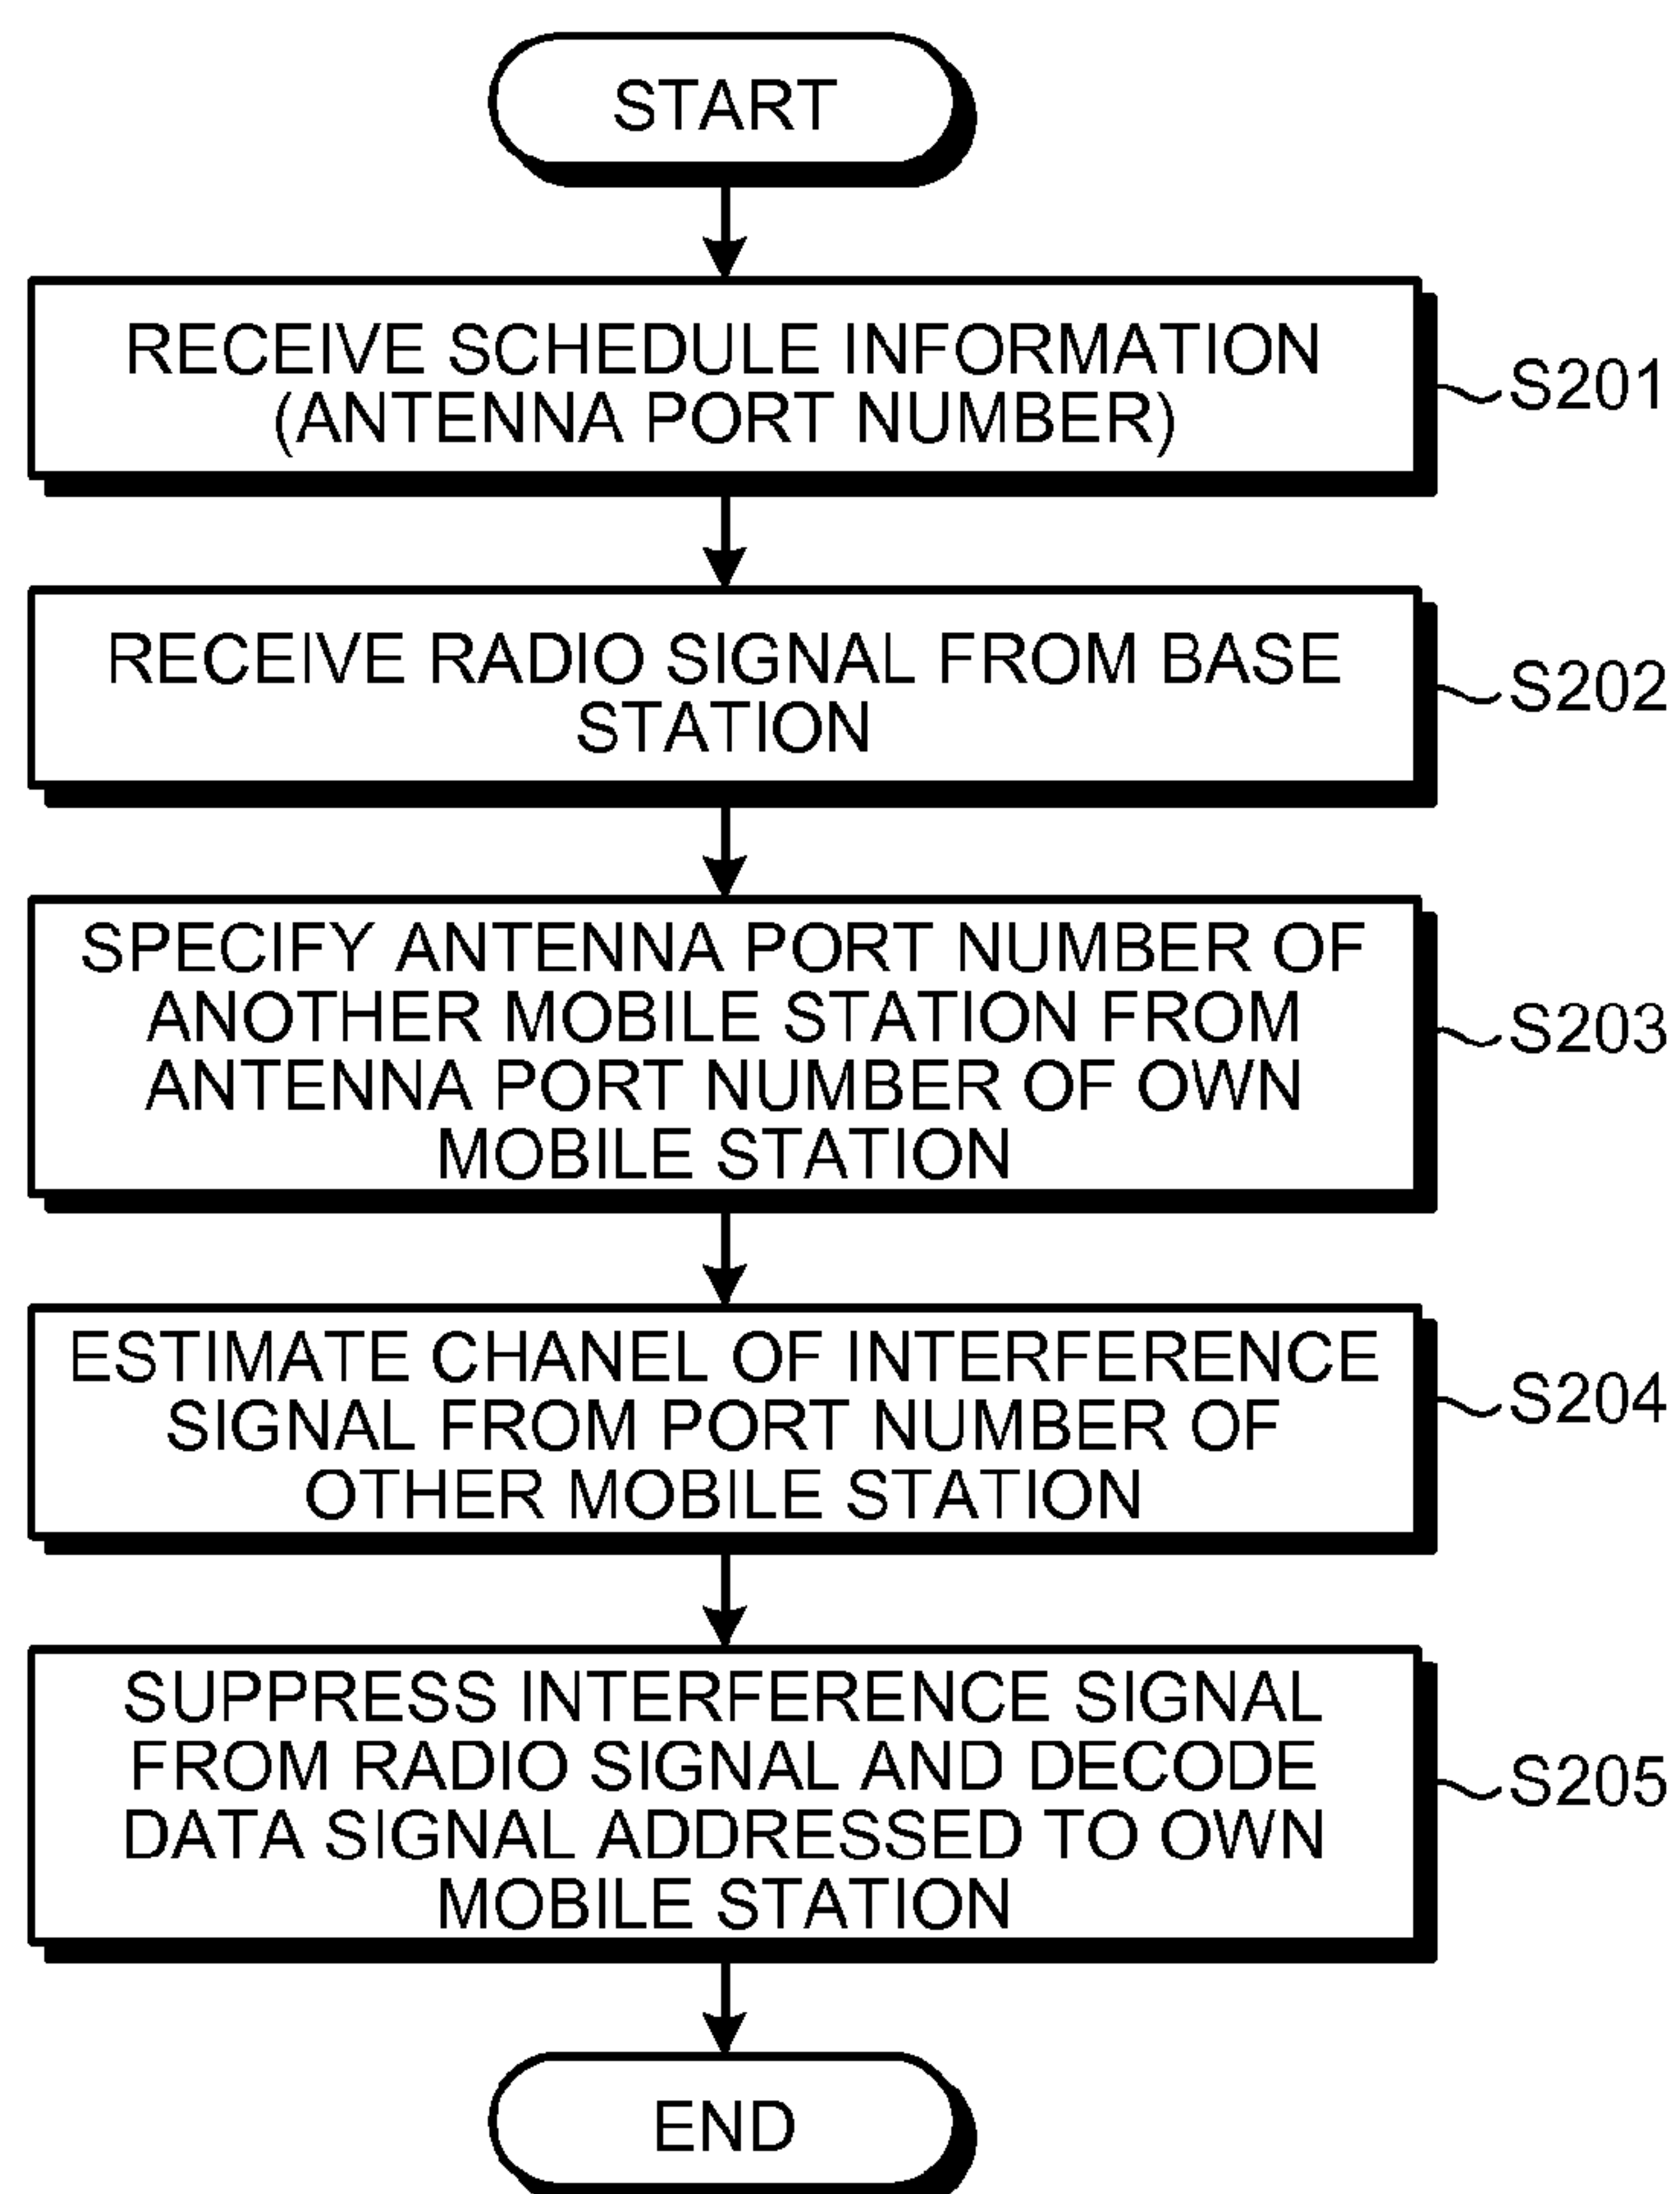 START
RECEIVE SCHEDULE INFORMATION
(ANTENNA PORT NUMBER)
S201
RECEIVE RADIO SIGNAL FROM BASE
STATION
S202
SPECIFY ANTENNA PORT NUMBER OF
ANOTHER MOBILE STATION FROM
ANTENNA PORT NUMBER OF OWN
MOBILE STATION
S203
ESTIMATE CHANEL OF INTERFERENCE
SIGNAL FROM PORT NUMBER OF
OTHER MOBILE STATION
S204
SUPPRESS INTERFERENCE SIGNAL
FROM RADIO SIGNAL AND DECODE
DATA SIGNAL ADDRESSED TO OWN
MOBILE STATION
S205
END